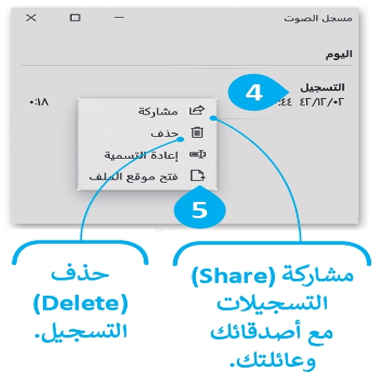 مسجل الصوت
اليوم
التسجيل
4
٤٢/١٢/٠٢
٠:١٨
مشاركة
حذف
إعادة التسمية
فتح موقع الملف
5
مشاركة (Share)
التسجيلات
مع أصدقائك
وعائلتك.
حذف
(Delete)
التسجيل.